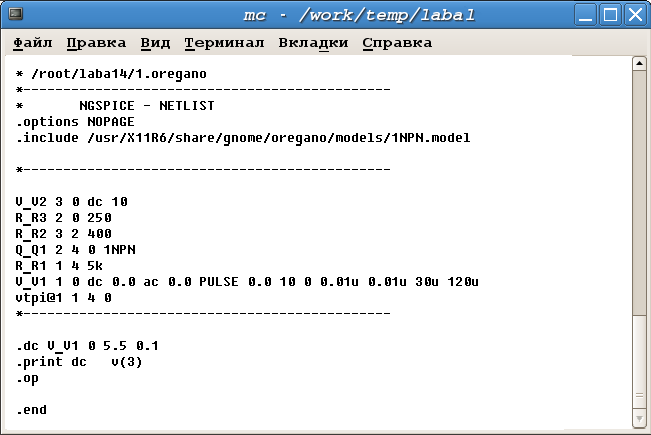 mc - /work/temp/laba1
Файл Правка Вид Терминал Вкладки Справка
* /root/laba14/1.oregano
*----------------------------------------------
*       NGSPICE - NETLIST
.options NOPAGE
.include /usr/X11R6/share/gnome/oregano/models/1NPN.model
*----------------------------------------------
V_V2 3 0 dc 10
R_R3 2 0 250
R_R2 3 2 400
Q_Q1 2 4 0 1NPN
R_R1 1 4 5k
V_V1 1 0 dc 0.0 ac 0.0 PULSE 0.0 10 0 0.01u 0.01u 30u 120u
vtpi@1 1 4 0
*----------------------------------------------
.dc V_V1 0 5.5 0.1
.print dc   v(3)
.op
.end